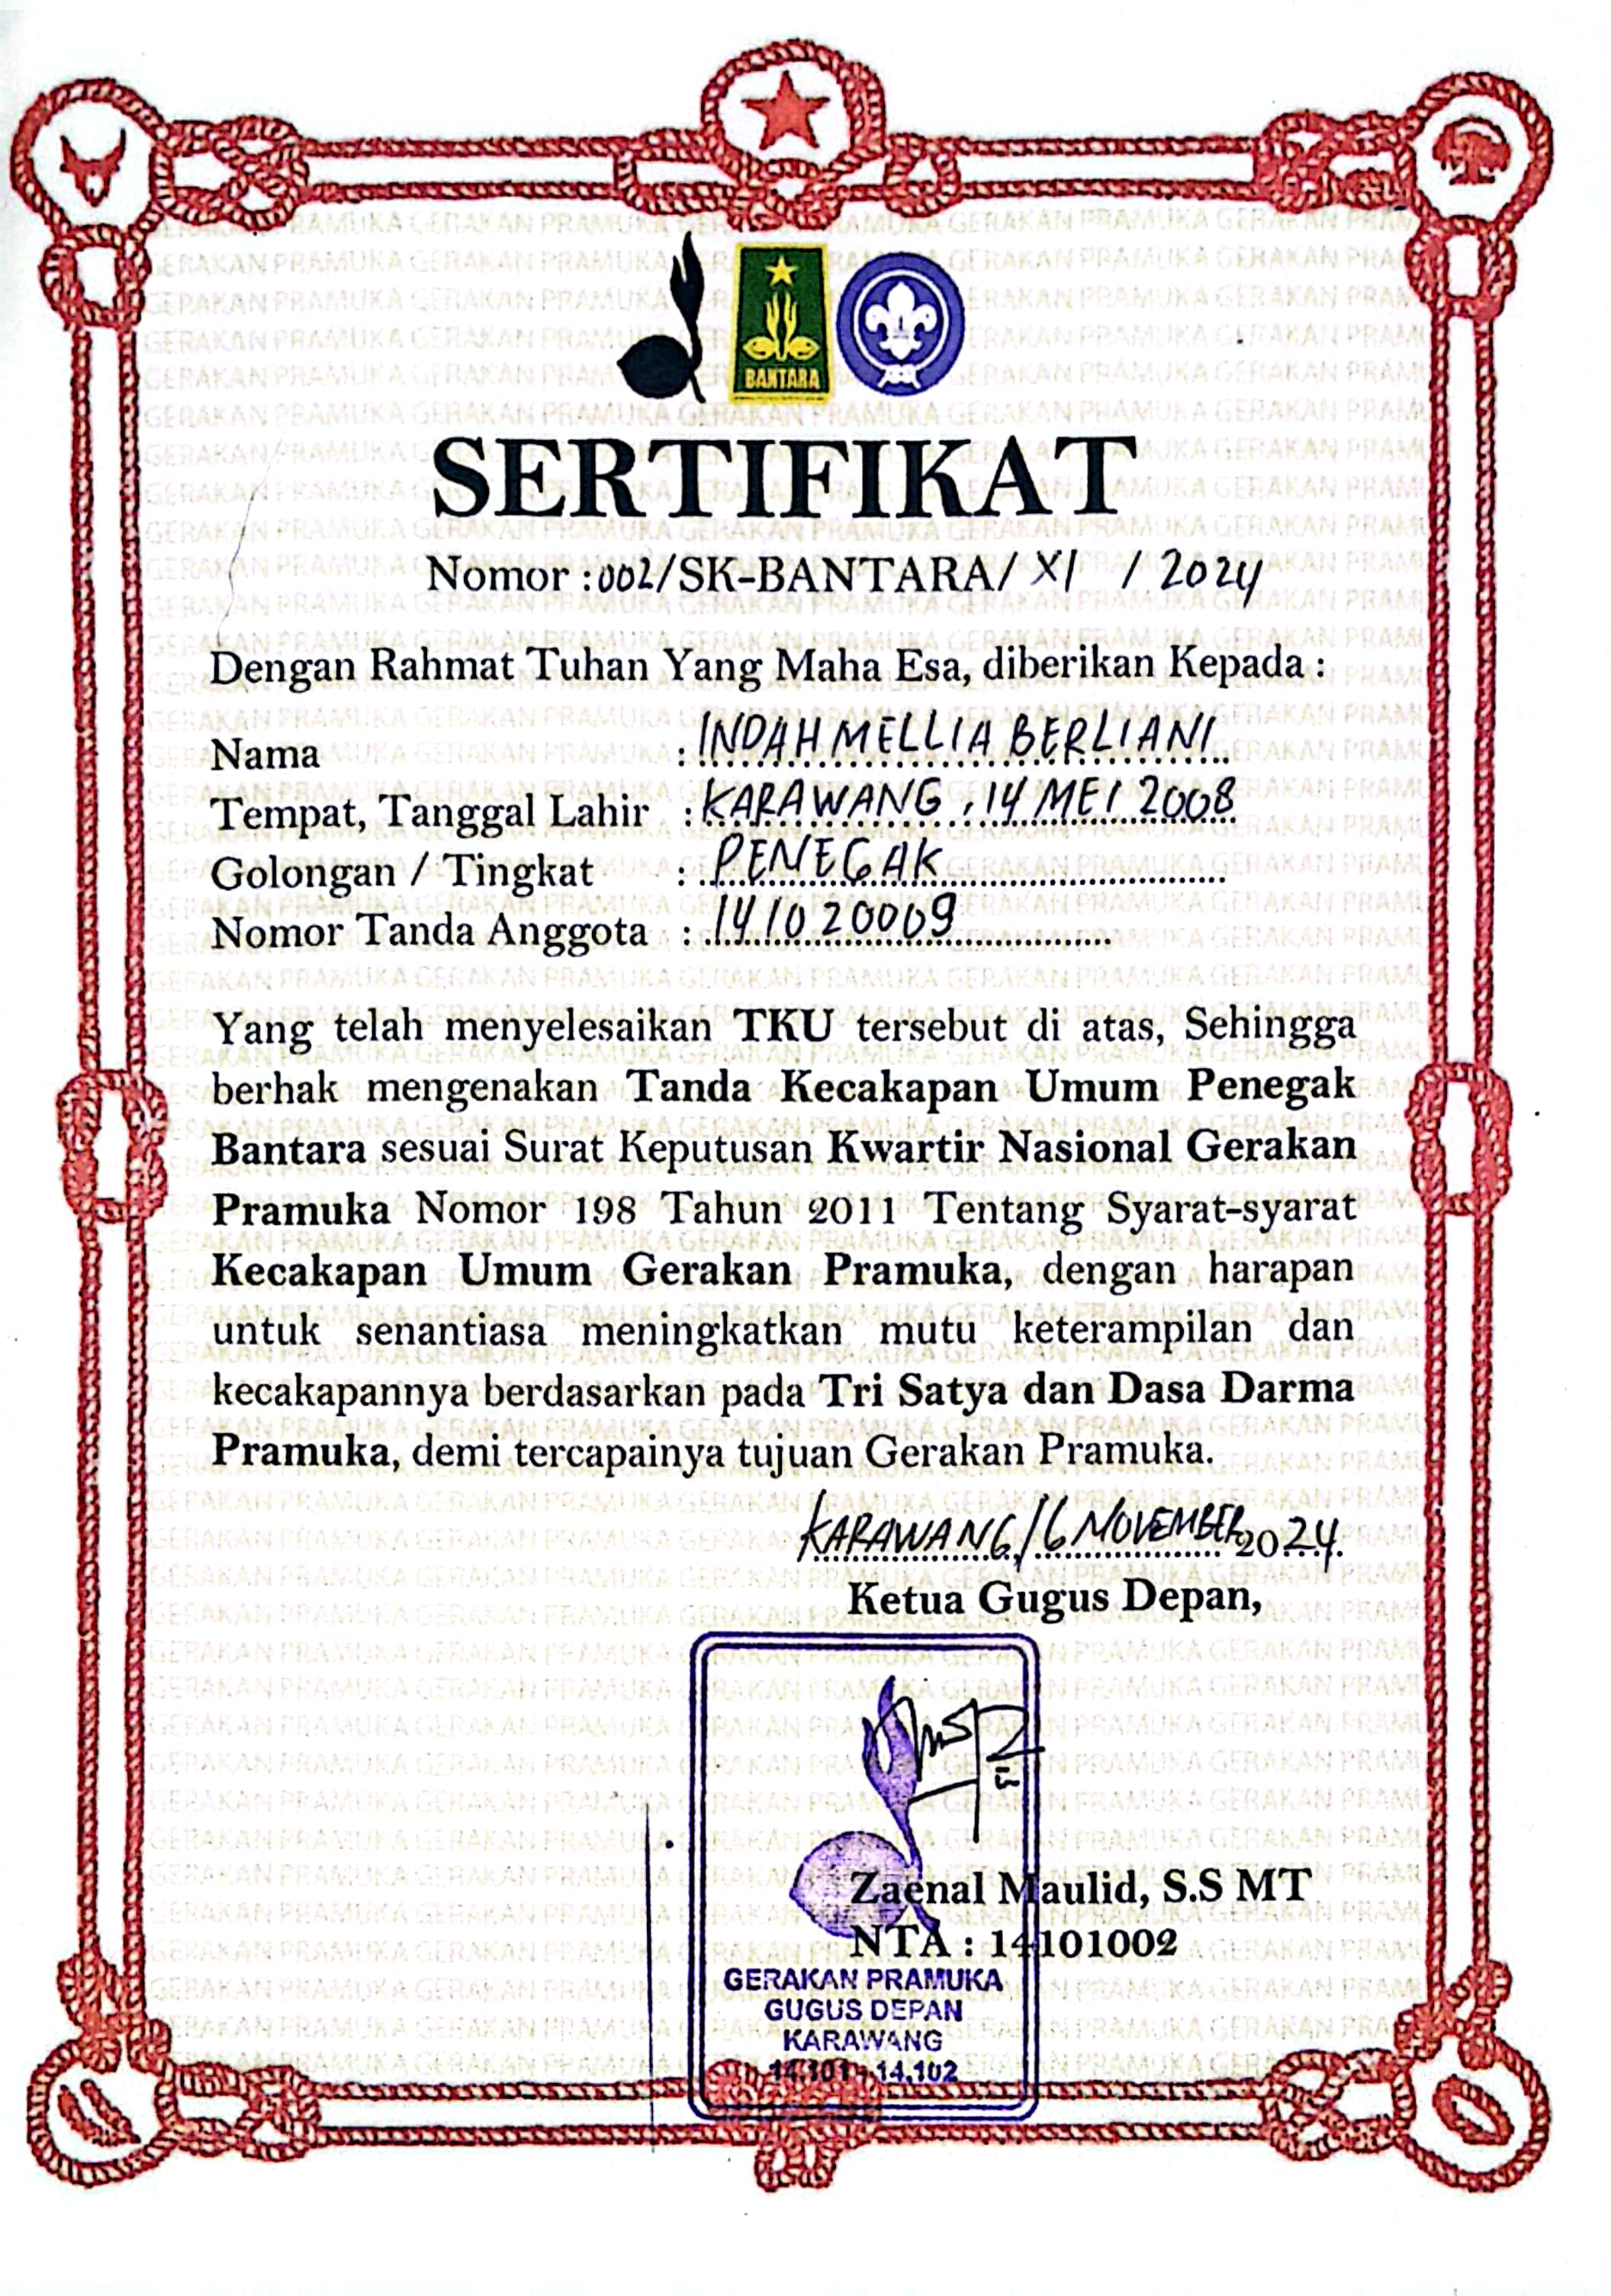 BANTARA
SERTIFIKAT
Nomor : 002/SK-BANTARA/ XI / 2024
Dengan Rahmat Tuhan Yang Maha Esa, diberikan Kepada :
Nama : INDAH MELLIA BERLIANI
Tempat, Tanggal Lahir : KARAWANG, 14 MEI 2008
Golongan / Tingkat : PENEGAK
Nomor Tanda Anggota : 141020009
Yang telah menyelesaikan TKU tersebut di atas, Sehingga
berhak mengenakan Tanda Kecakapan Umum Penegak
Bantara sesuai Surat Keputusan Kwartir Nasional Gerakan
Pramuka Nomor 198 Tahun 2011 Tentang Syarat-syarat
Kecakapan Umum Gerakan Pramuka, dengan harapan
untuk senantiasa meningkatkan mutu keterampilan dan
kecakapannya berdasarkan pada Tri Satya dan Dasa Darma
Pramuka, demi tercapainya tujuan Gerakan Pramuka.
KARAWANG, 16 NOVEMBER 2024
Ketua Gugus Depan,
Zaenal Maulid, S.S MT
NTA : 14101002
GERAKAN PRAMUKA
GUGUS DEPAN
KARAWANG
14.101 - 14.102